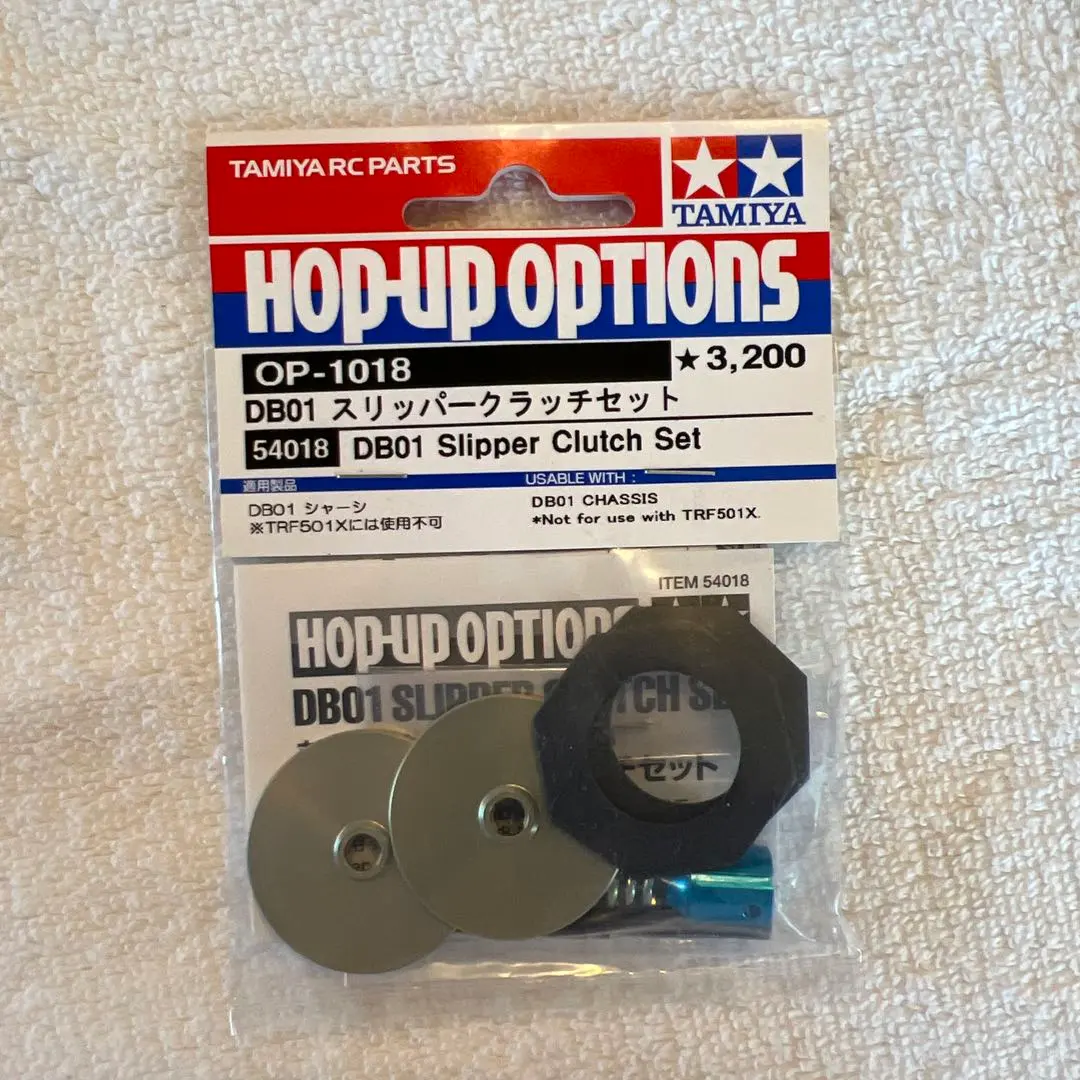 TAMIYA RC PARTS
TAMIYA
HOP-UP OPTIONS
OP-1018
★3,200
DB01 スリッパークラッチセット
54018 DB01 Slipper Clutch Set
適用製品
USABLE WITH :
DB01 シャーシ
※TRF501Xには使用不可
DB01 CHASSIS
*Not for use with TRF501X.
ITEM 54018
HOP-UP OPTIO
DB01 SLIPPER CLUTCH SE
ーセット